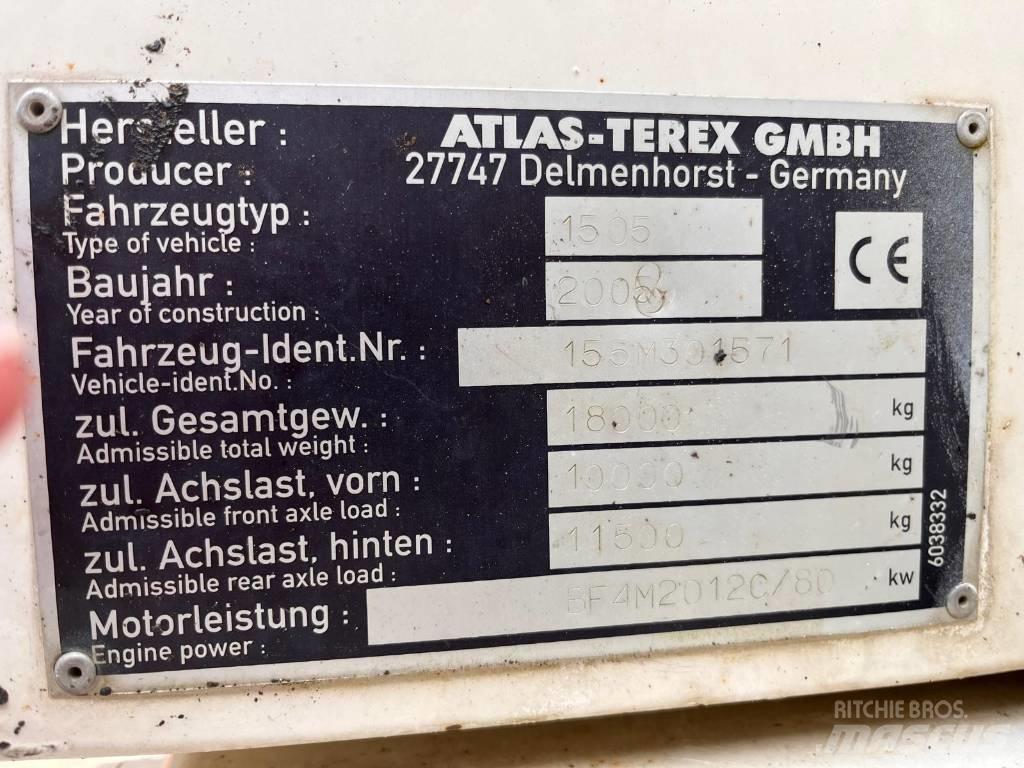 Hersteller : ATLAS-TEREX GMBH
Producer : 27747 Delmenhorst - Germany
Fahrzeugtyp : 1505
Type of vehicle :
Baujahr :
Year of construction :
Fahrzeug-Ident.Nr. : 155M301571
Vehicle-ident.No. :
zul. Gesamtgew. : 18000 kg
Admissible total weight :
zul. Achslast, vorn : 10000 kg
Admissible front axle load :
zul. Achslast, hinten : 11500 kg
Admissible rear axle load :
Motorleistung : BF4M2012C/80 kw
Engine power :
CE
6038332
RITCHIE BROS.
MASCUS